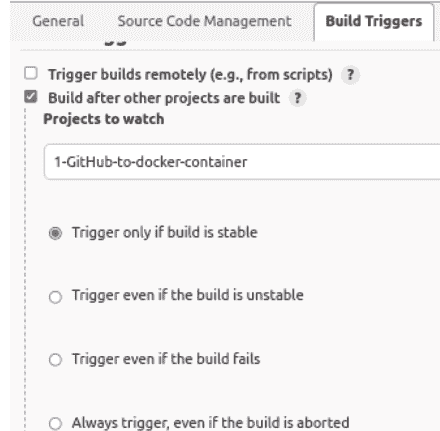 General Source Code Management Build Triggers
Trigger builds remotely (e.g., from scripts) ?
Build after other projects are built ?
Projects to watch
1-GitHub-to-docker-container
Trigger only if build is stable
Trigger even if the build is unstable
Trigger even if the build fails
Always trigger, even if the build is aborted